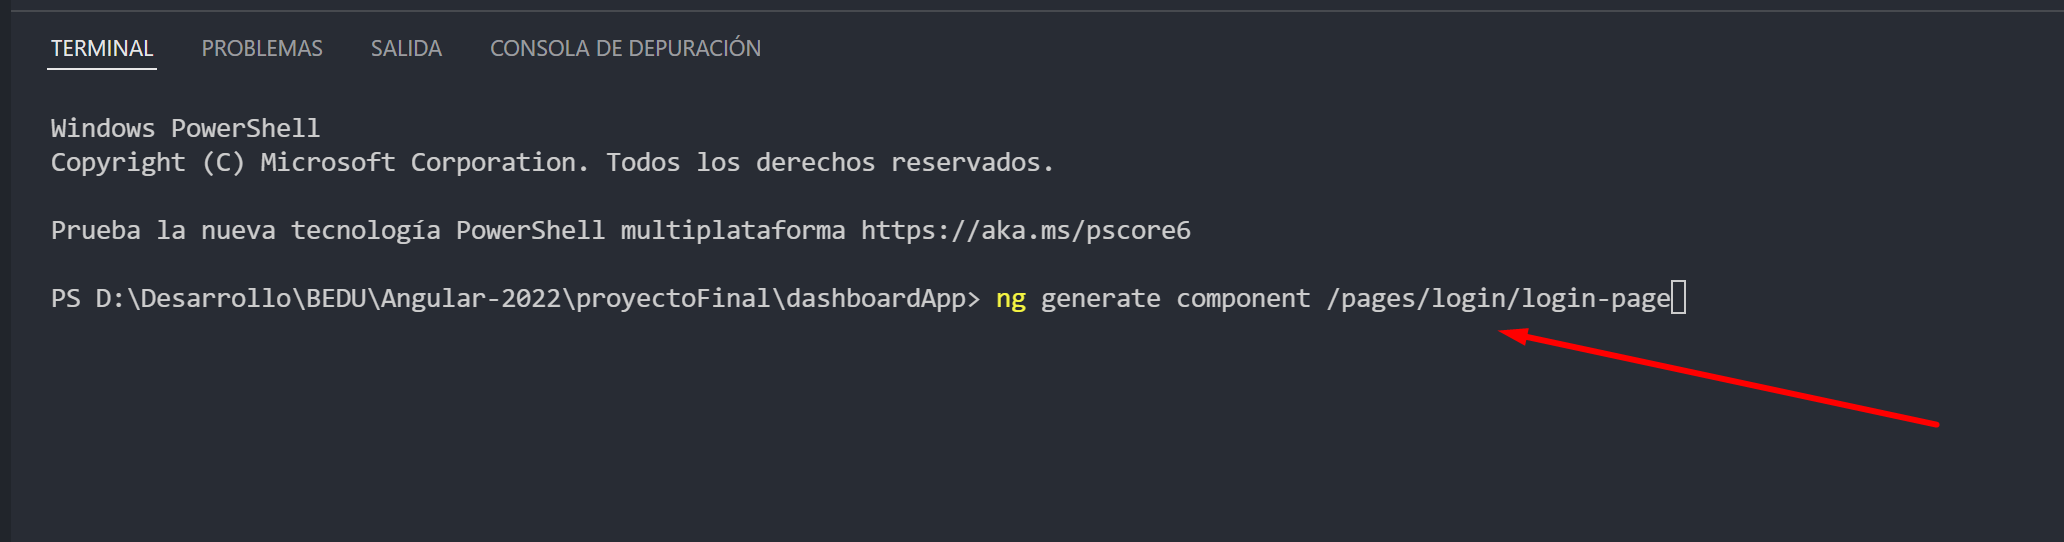 TERMINAL PROBLEMAS SALIDA CONSOLA DE DEPURACIÓN
Windows PowerShell
Copyright (C) Microsoft Corporation. Todos los derechos reservados.
Prueba la nueva tecnología PowerShell multiplataforma https://aka.ms/pscore6
PS D:\Desarrollo\BEDU\Angular-2022\proyectoFinal\dashboardApp> ng generate component /pages/login/login-page